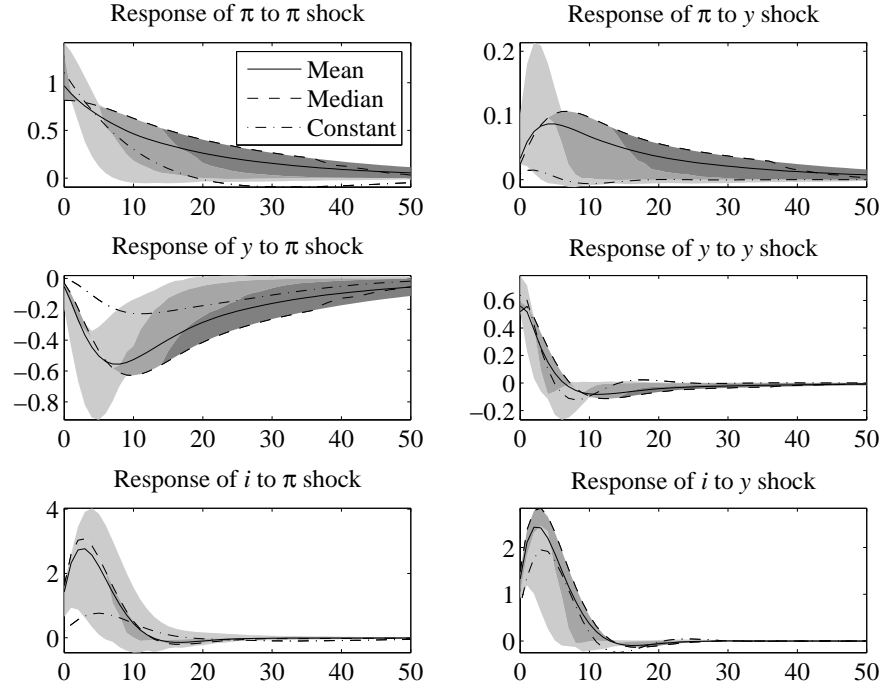 Response of π to π shock
Response of π to y shock
1
0.5
0
Mean
Median
Constant
0 10 20 30 40 50
0.2
0.1
0
0 10 20 30 40 50
Response of y to π shock
Response of y to y shock
0
−0.2
−0.4
−0.6
−0.8
0 10 20 30 40 50
0.6
0.4
0.2
0
−0.2
0 10 20 30 40 50
Response of i to π shock
Response of i to y shock
4
2
0
0 10 20 30 40 50
2
1
0
0 10 20 30 40 50